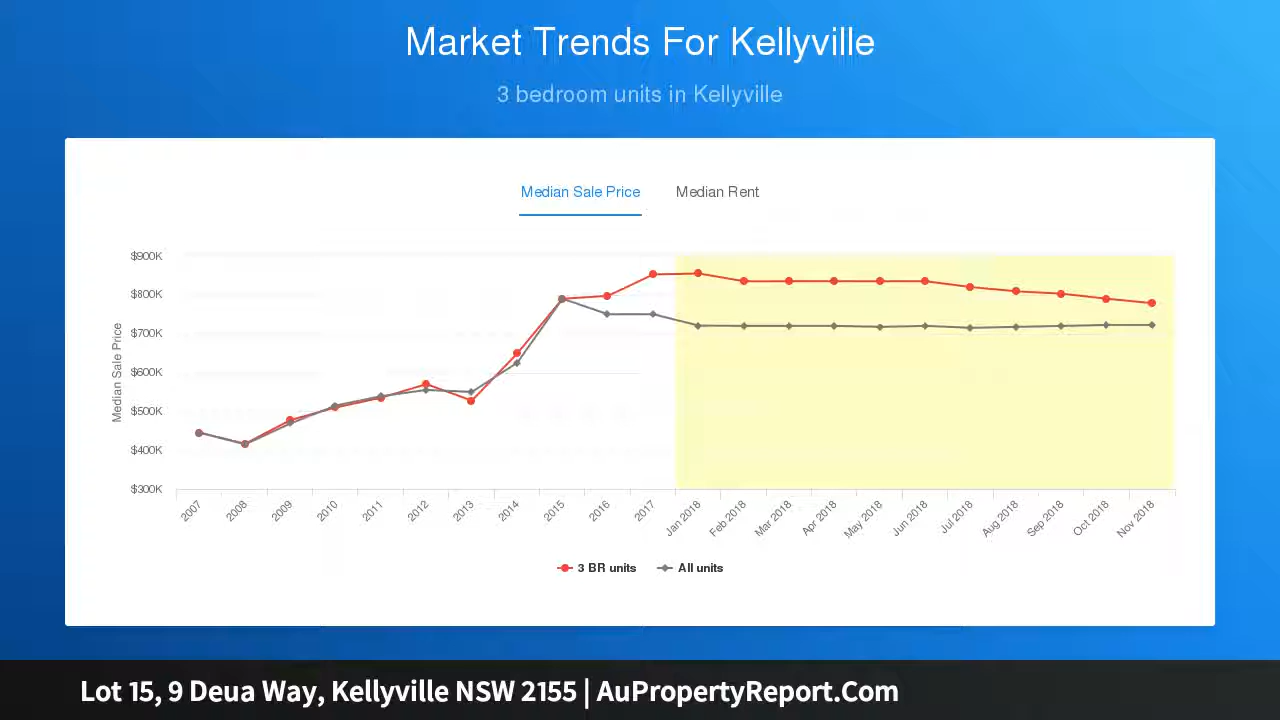 Market Trends For Kellyville
3 bedroom units in Kellyville
Median Sale Price Median Rent
Median Sale Price
$900K
$800K
$700K
$600K
$500K
$400K
$300K
2007 2008 2009 2010 2011 2012 2013 2014 2015 2016 2017 Jan 2018 Feb 2018 Mar 2018 Apr 2018 May 2018 Jun 2018 Jul 2018 Aug 2018 Sep 2018 Oct 2018 Nov 2018
3 BR units All units
Lot 15, 9 Deua Way, Kellyville NSW 2155 | AuPropertyReport.Com